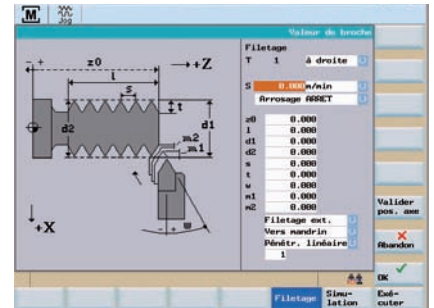 M
Jog
Valeur de broche
Filetage
T 1 à droite
S 0.000 m/min
Arrosage ARRET
z0 0.000
l 0.000
d1 0.000
d2 0.000
s 0.000
t 0.000
w 0.000
m1 0.000
m2 0.000
Filetage ext.
Vers mandrin
Pénétr. linéaire
1
- +
z0
+Z
l
s
t
d2
d1
m2
m1
- +
+X
Valider
pos. axe
Abandon
OK
Filetage
Simu-
lation
Exé-
cuter